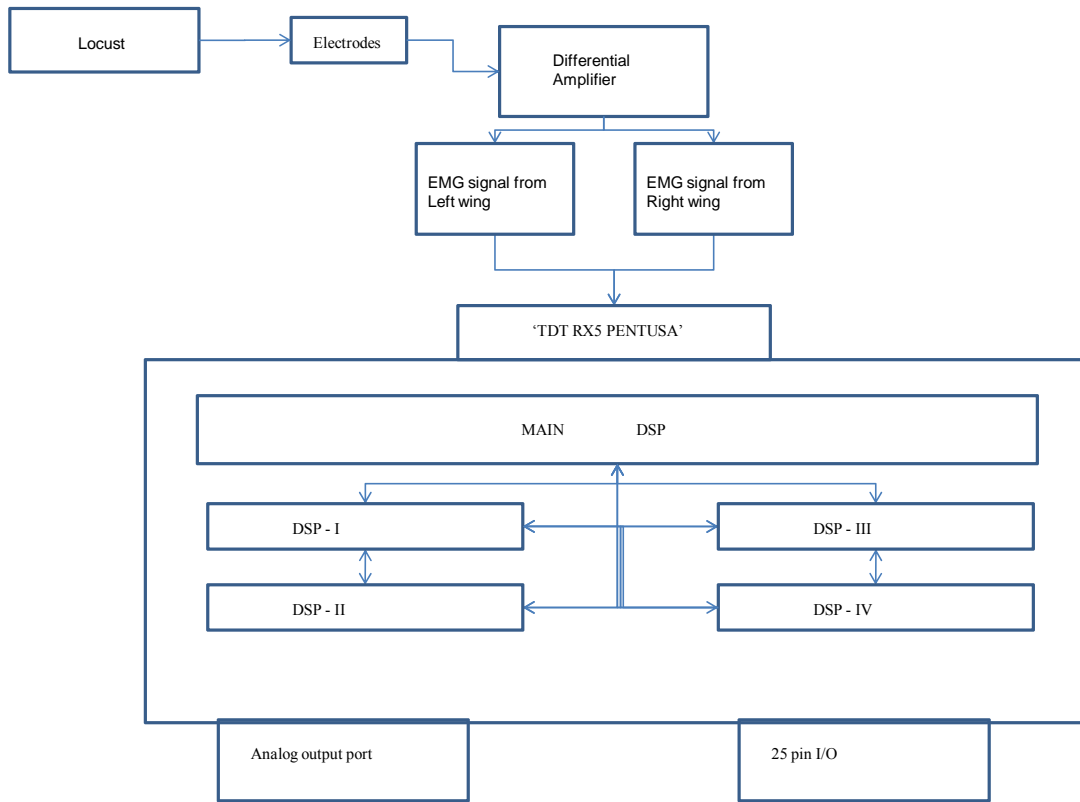 Locust
Electrodes
Differential
Amplifier
EMG signal from
Left wing
EMG signal from
Right wing
‘TDT RX5 PENTUSA’
MAIN DSP
DSP - I
DSP - III
DSP - II
DSP - IV
Analog output port
25 pin I/O